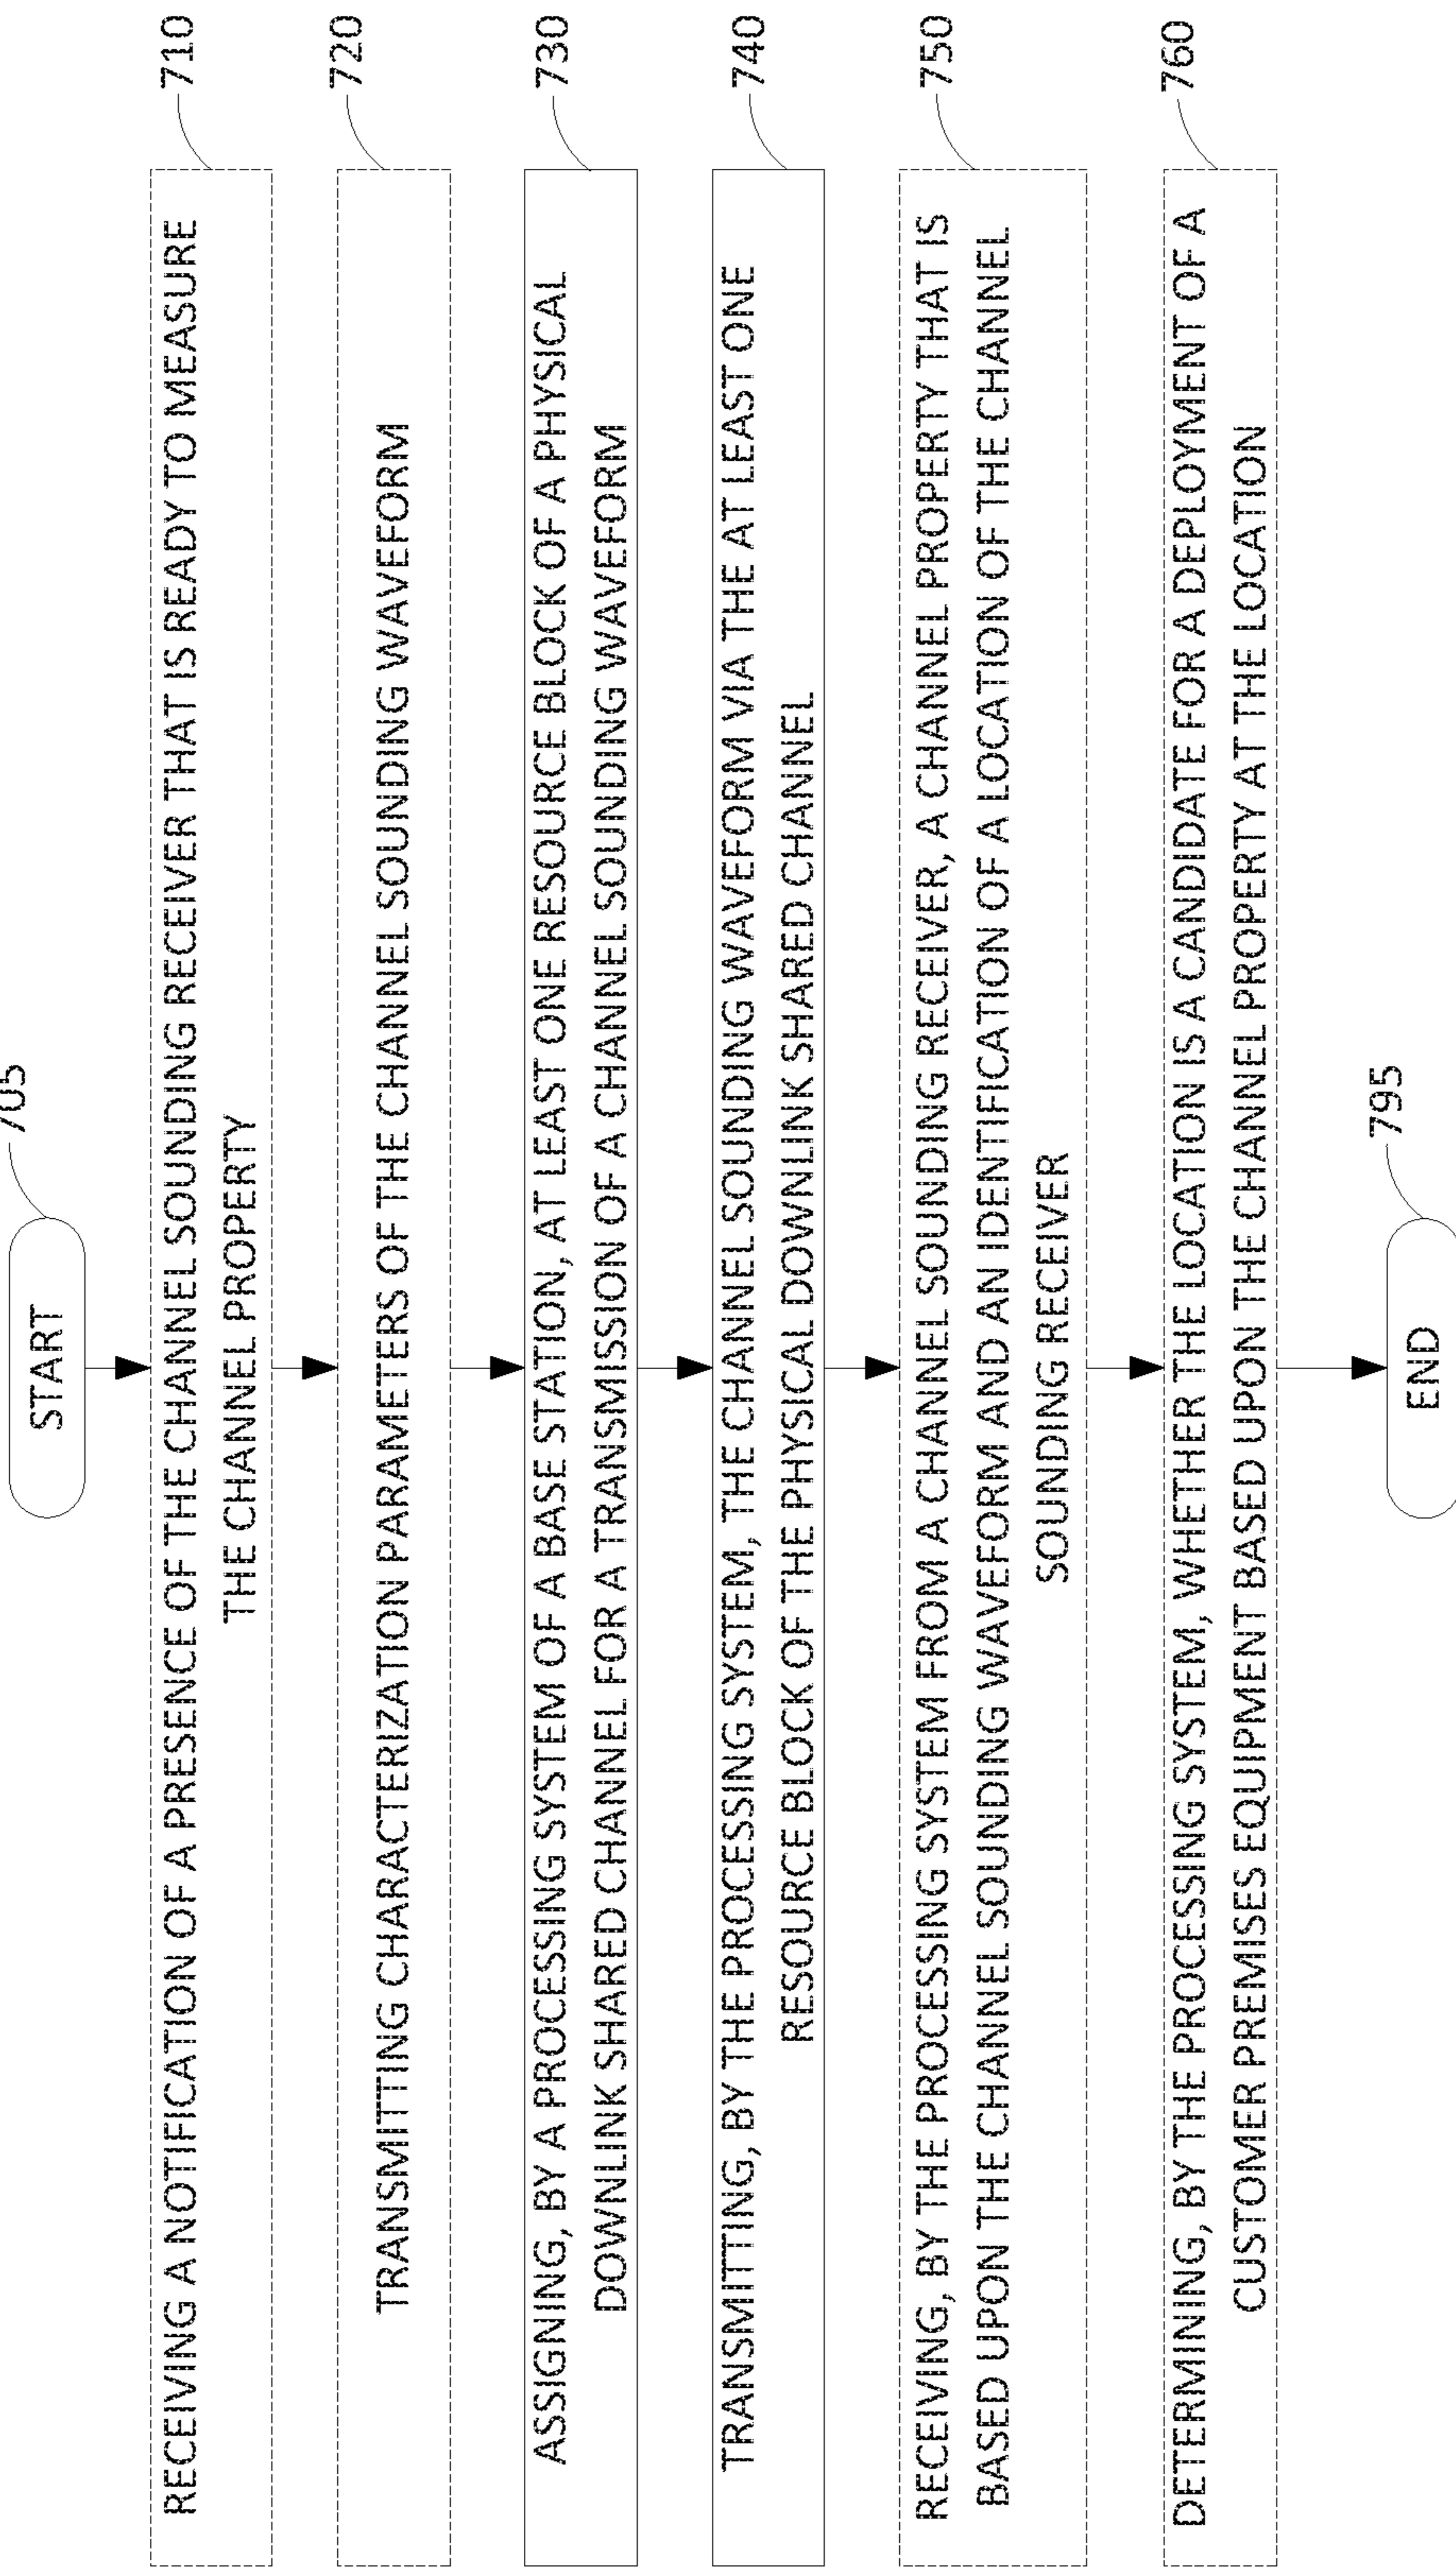 705
START
RECEIVING A NOTIFICATION OF A PRESENCE OF THE CHANNEL SOUNDING RECEIVER THAT IS READY TO MEASURE
THE CHANNEL PROPERTY
710
TRANSMITTING CHARACTERIZATION PARAMETERS OF THE CHANNEL SOUNDING WAVEFORM
720
ASSIGNING, BY A PROCESSING SYSTEM OF A BASE STATION, AT LEAST ONE RESOURCE BLOCK OF A PHYSICAL
DOWNLINK SHARED CHANNEL FOR A TRANSMISSION OF A CHANNEL SOUNDING WAVEFORM
730
TRANSMITTING, BY THE PROCESSING SYSTEM, THE CHANNEL SOUNDING WAVEFORM VIA THE AT LEAST ONE
RESOURCE BLOCK OF THE PHYSICAL DOWNLINK SHARED CHANNEL
740
RECEIVING, BY THE PROCESSING SYSTEM FROM A CHANNEL SOUNDING RECEIVER, A CHANNEL PROPERTY THAT IS
BASED UPON THE CHANNEL SOUNDING WAVEFORM AND AN IDENTIFICATION OF A LOCATION OF THE CHANNEL
SOUNDING RECEIVER
750
DETERMINING, BY THE PROCESSING SYSTEM, WHETHER THE LOCATION IS A CANDIDATE FOR A DEPLOYMENT OF A
CUSTOMER PREMISES EQUIPMENT BASED UPON THE CHANNEL PROPERTY AT THE LOCATION
760
795
END